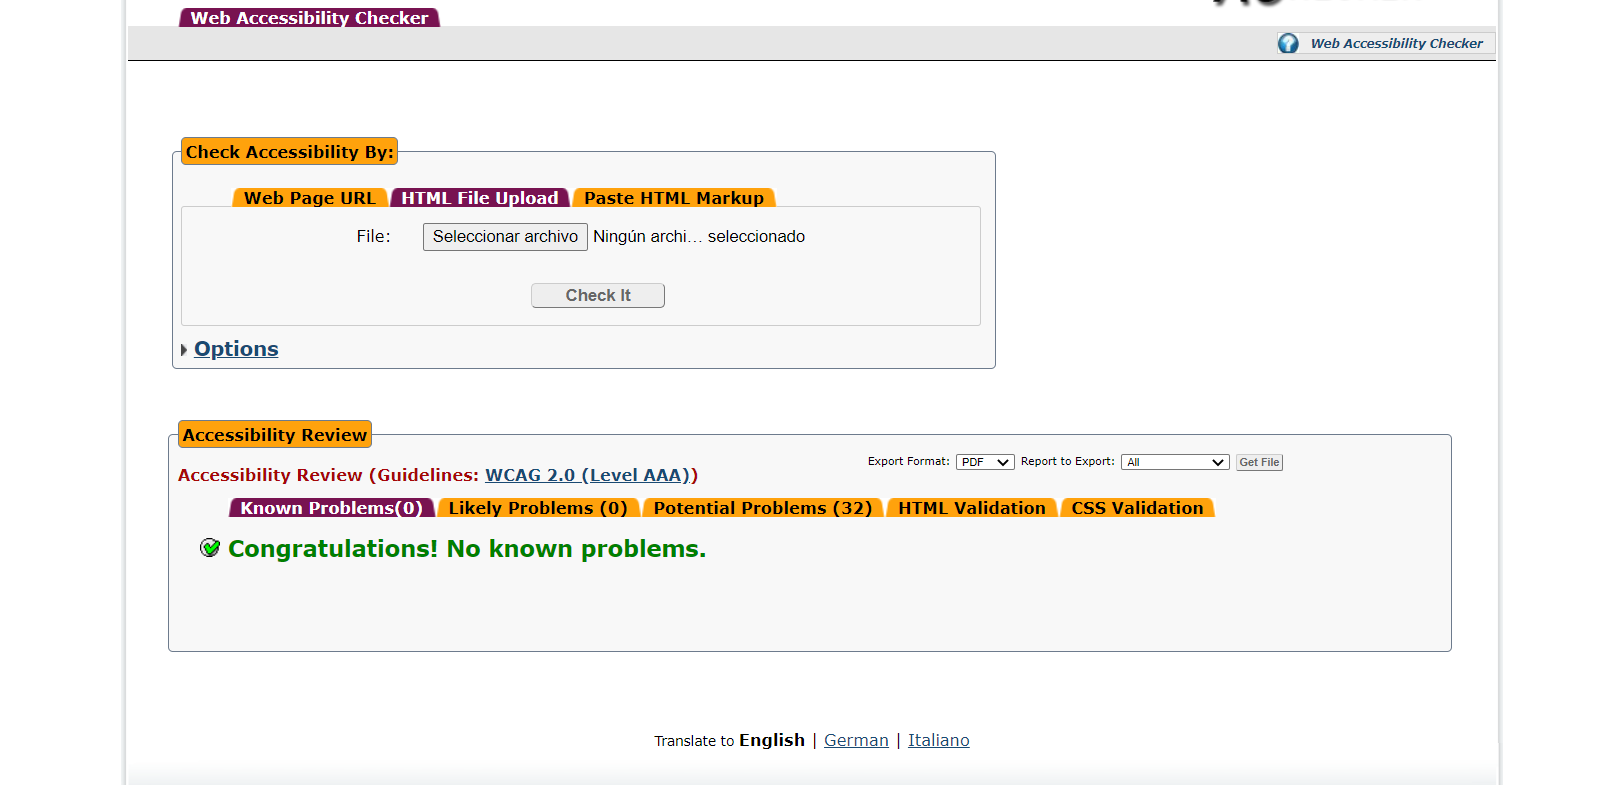 Web Accessibility Checker
Web Accessibility Checker
Check Accessibility By:
Web Page URL HTML File Upload Paste HTML Markup
File: Seleccionar archivo Ningún archi... seleccionado
Check It
Options
Accessibility Review
Export Format: PDF Report to Export: All Get File
Accessibility Review (Guidelines: WCAG 2.0 (Level AAA))
Known Problems(0) Likely Problems (0) Potential Problems (32) HTML Validation CSS Validation
Congratulations! No known problems.
Translate to English | German | Italiano